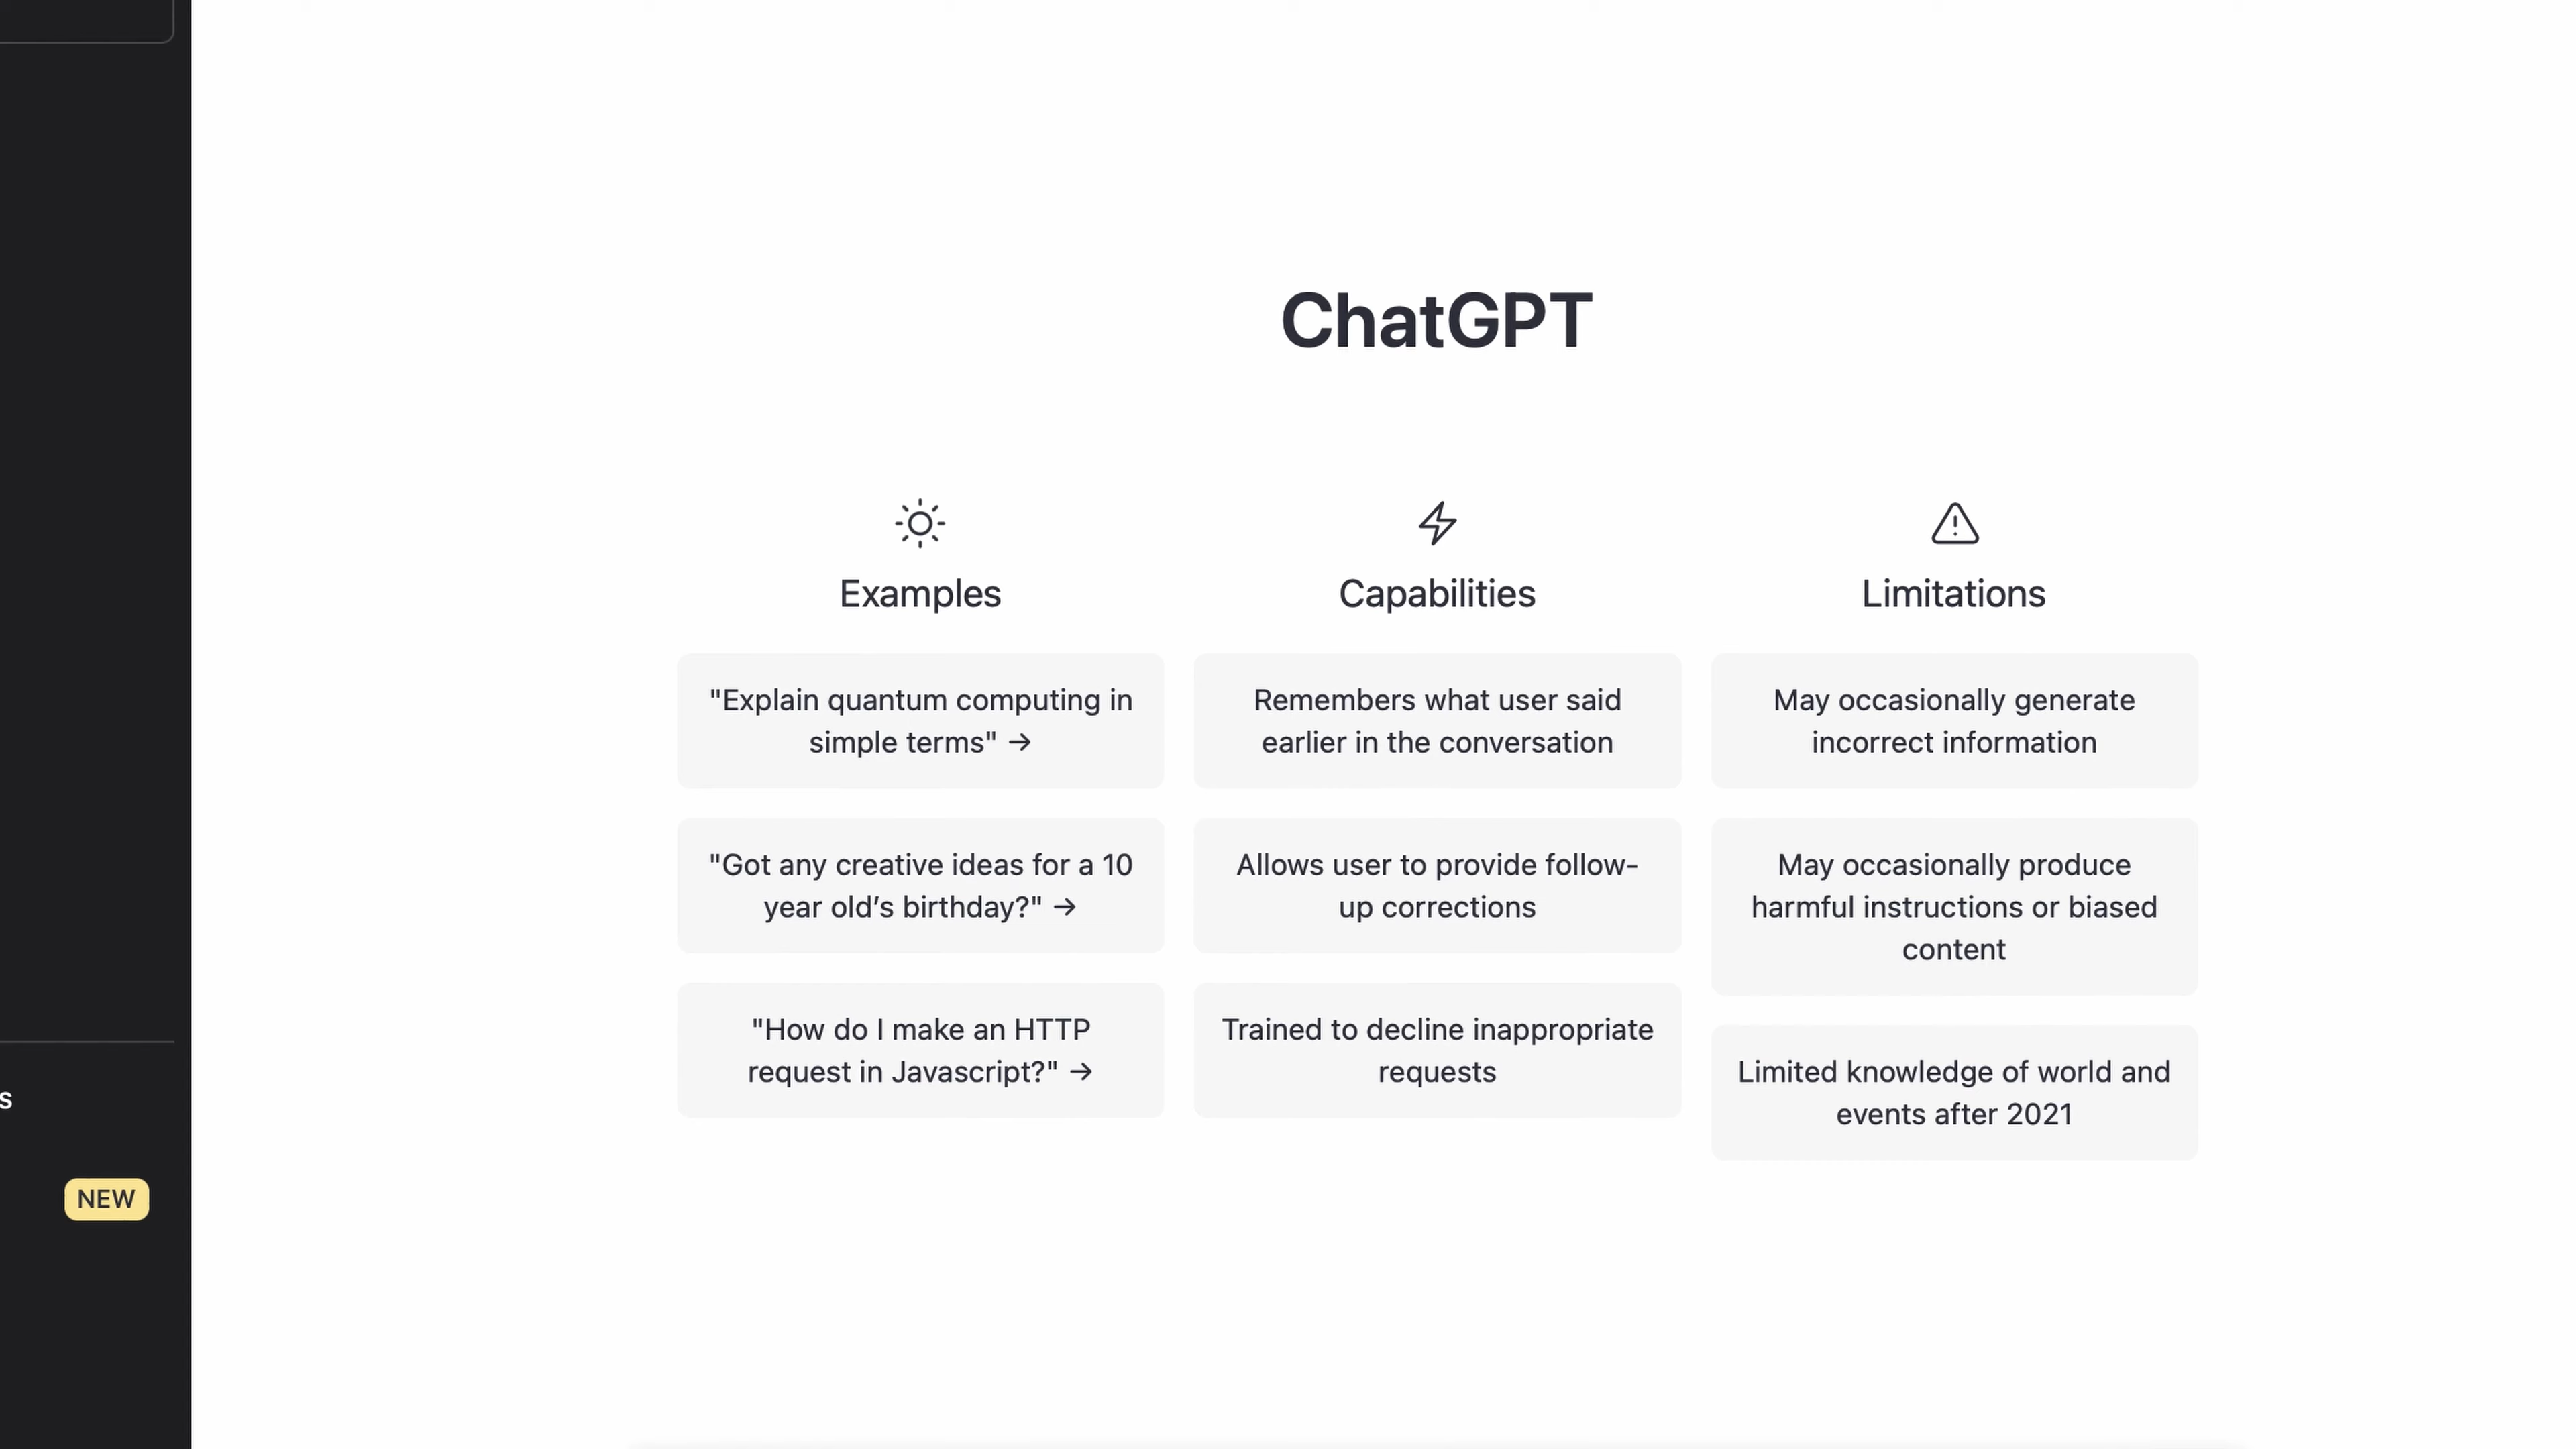 ChatGPT
Examples
"Explain quantum computing in
simple terms" →
"Got any creative ideas for a 10
year old’s birthday?" →
"How do I make an HTTP
request in Javascript?" →
Capabilities
Remembers what user said
earlier in the conversation
Allows user to provide follow-
up corrections
Trained to decline inappropriate
requests
Limitations
May occasionally generate
incorrect information
May occasionally produce
harmful instructions or biased
content
Limited knowledge of world and
events after 2021
s
NEW